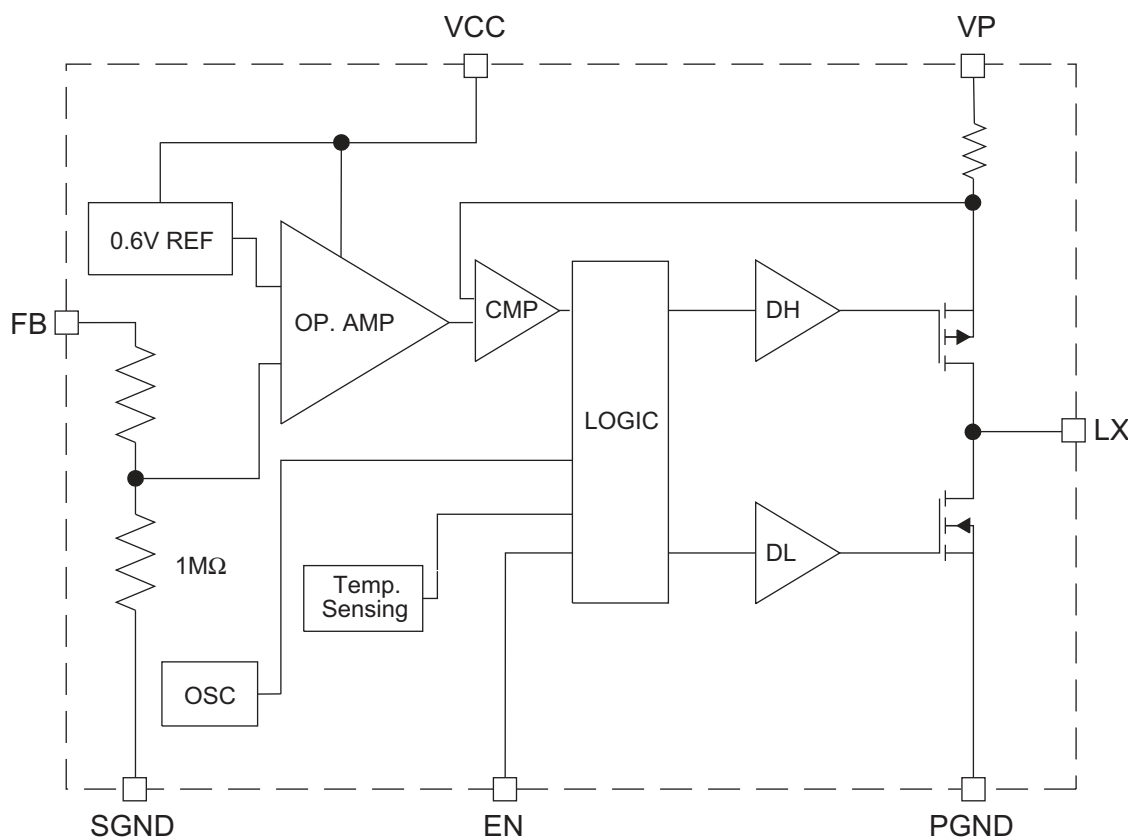 VCC
VP
0.6V REF
FB
OP. AMP
CMP
DH
LOGIC
LX
1MΩ
Temp.
Sensing
DL
OSC
SGND
EN
PGND